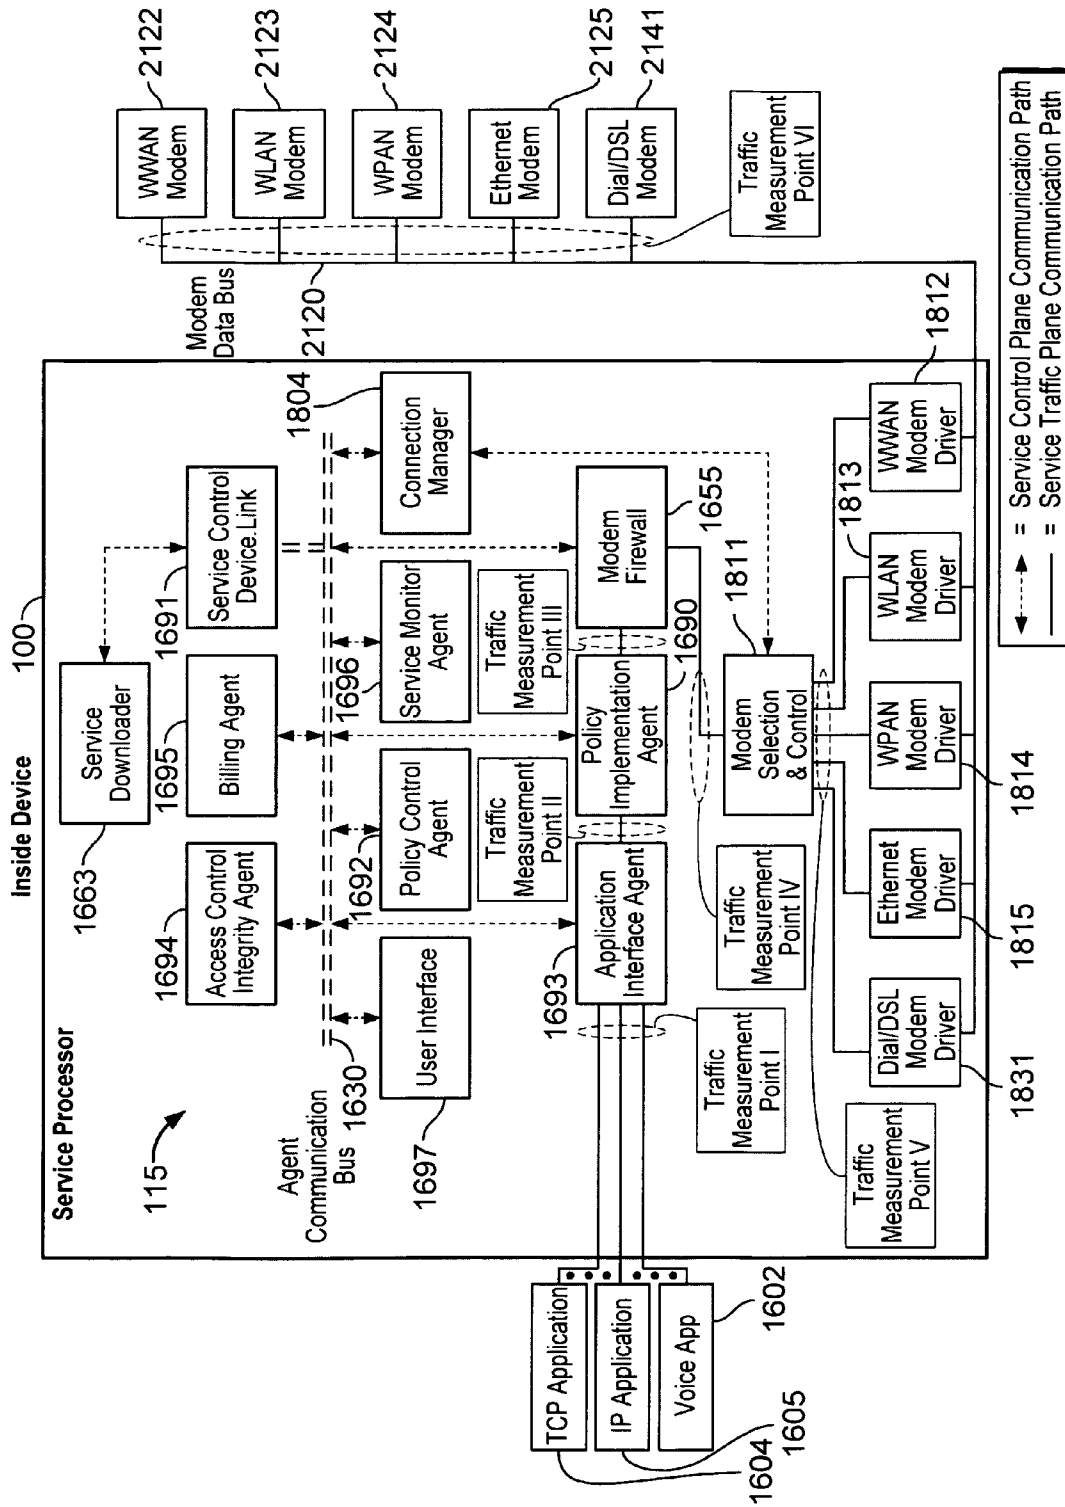 Inside Device
100
Service Processor
115
Service
Downloader
1663
Access Control
Integrity Agent
1694
Billing Agent
1695
Service Control
Device.Link
1691
Agent
Communication
Bus
1630
User Interface
1697
Policy Control
Agent
1692
Service Monitor
Agent
1696
Connection
Manager
1804
Modem
Data Bus
2120
WWAN
Modem
2122
WLAN
Modem
2123
WPAN
Modem
2124
Ethernet
Modem
2125
Dial/DSL
Modem
2141
Traffic
Measurement
Point VI
Traffic
Measurement
Point II
Traffic
Measurement
Point III
TCP Application
1604
IP Application
1605
Voice App
1602
Application
Interface Agent
1693
Policy
Implementation
Agent
1690
Modem
Firewall
1655
Traffic
Measurement
Point I
Traffic
Measurement
Point IV
Modem
Selection
& Control
1811
Traffic
Measurement
Point V
Dial/DSL
Modem
Driver
1831
Ethernet
Modem
Driver
1815
WPAN
Modem
Driver
1814
WLAN
Modem
Driver
1813
WWAN
Modem
Driver
1812
= Service Control Plane Communication Path
= Service Traffic Plane Communication Path